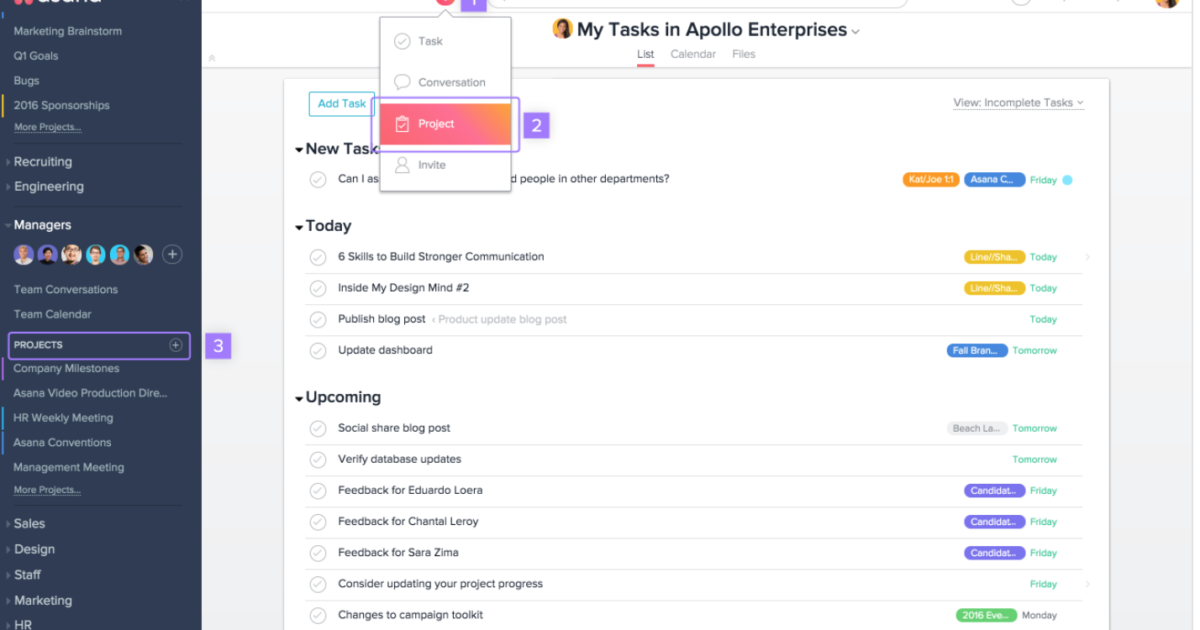 asana
1
Marketing Brainstorm
Q1 Goals
Bugs
2016 Sponsorships
More Projects...
Recruiting
Engineering
Managers
Team Conversations
Team Calendar
PROJECTS
3
Company Milestones
Asana Video Production Dire...
HR Weekly Meeting
Asana Conventions
Management Meeting
More Projects...
Sales
Design
Staff
Marketing
HR
Task
Conversation
Project
2
Invite
My Tasks in Apollo Enterprises
List Calendar Files
Add Task
View: Incomplete Tasks
New Task
Can I as d people in other departments? Kat/Joe 1:1 Asana C... Friday
Today
6 Skills to Build Stronger Communication Line//Sha... Today
Inside My Design Mind #2 Line//Sha... Today
Publish blog post ‹ Product update blog post Today
Update dashboard Fall Bran... Tomorrow
Upcoming
Social share blog post Beach La... Tomorrow
Verify database updates Tomorrow
Feedback for Eduardo Loera Candidat... Friday
Feedback for Chantal Leroy Candidat... Friday
Feedback for Sara Zima Candidat... Friday
Consider updating your project progress Friday
Changes to campaign toolkit 2016 Eve... Monday